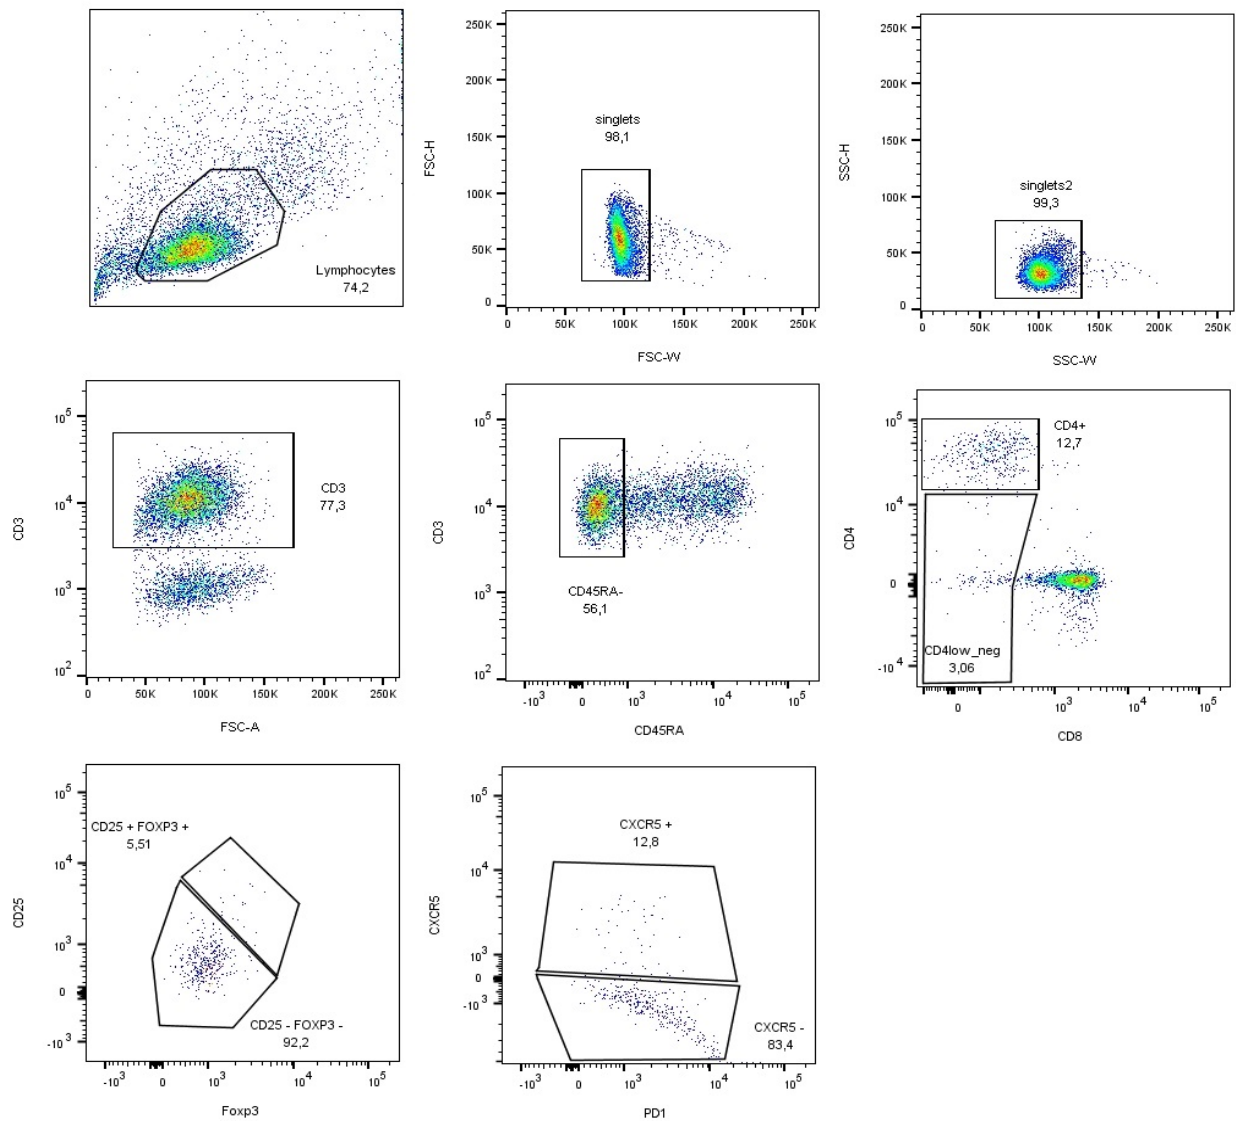 Lymphocytes
74,2
250K
200K
150K
100K
50K
0
FSC-H
singlets
98,1
0 50K 100K 150K 200K 250K
FSC-W
250K
200K
150K
100K
50K
0
SSC-H
singlets2
99,3
0 50K 100K 150K 200K 250K
SSC-W
10^5
10^4
10^3
10^2
CD3
CD3
77,3
0 50K 100K 150K 200K 250K
FSC-A
10^5
10^4
10^3
10^2
CD3
CD45RA-
56,1
-10^3 0 10^3 10^4 10^5
CD45RA
10^5
10^4
0
-10^4
CD4
CD4+
12,7
CD4low_neg
3,06
0 10^3 10^4 10^5
CD8
10^5
10^4
10^3
0
-10^3
CD25
CD25 + FOXP3 +
5,51
CD25 - FOXP3 -
92,2
-10^3 0 10^3 10^4 10^5
Foxp3
10^5
10^4
10^3
0
-10^3
CXCR5
CXCR5 +
12,8
CXCR5 -
83,4
-10^3 0 10^3 10^4 10^5
PD1